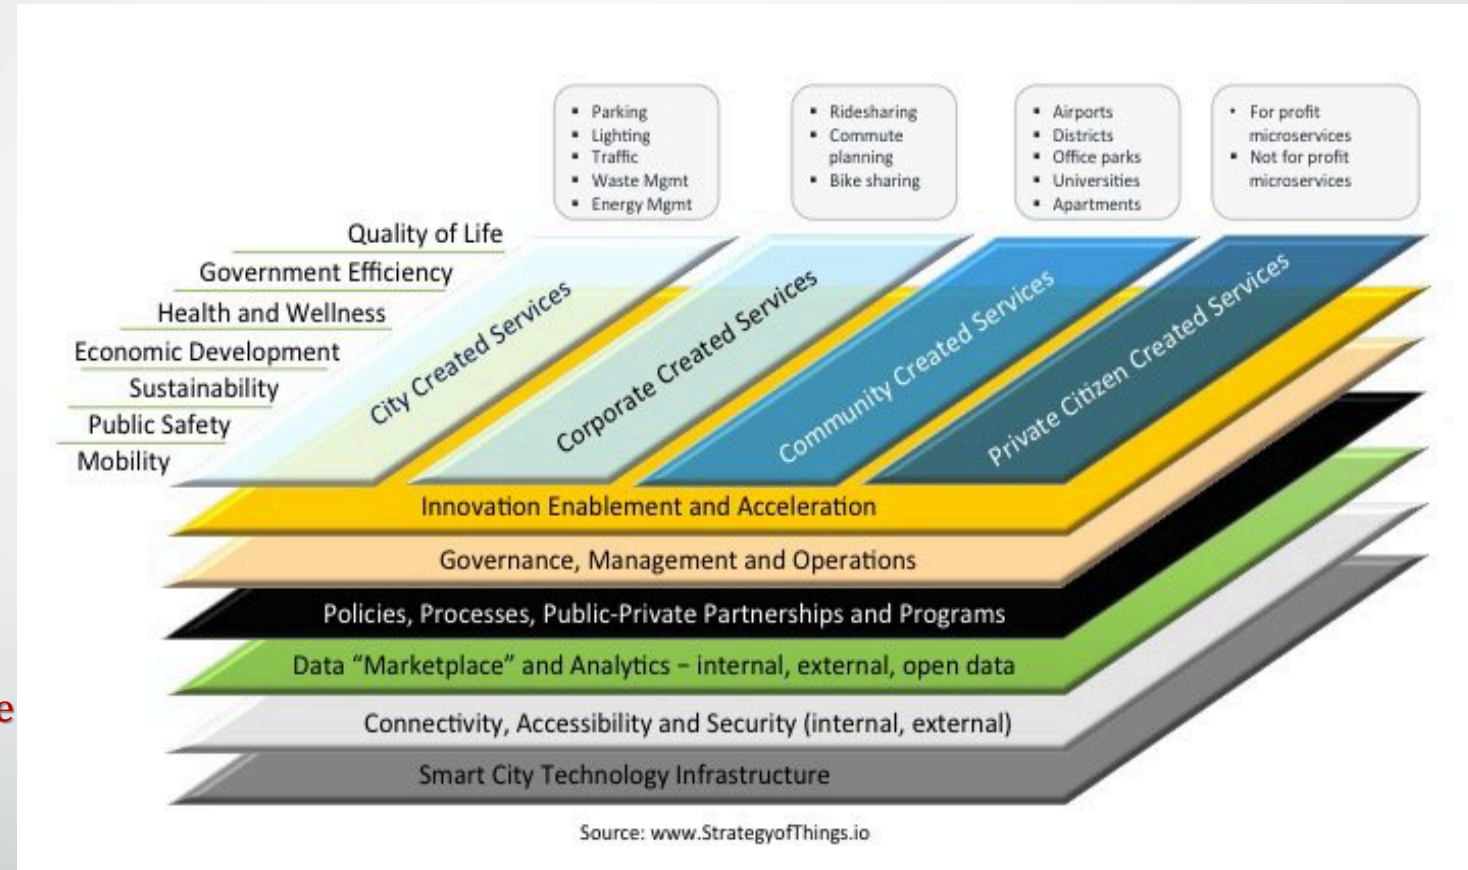 Parking
Lighting
Traffic
Waste Mgmt
Energy Mgmt
Ridesharing
Commute
planning
Bike sharing
Airports
Districts
Office parks
Universities
Apartments
For profit
microservices
Not for profit
microservices
Quality of Life
Government Efficiency
Health and Wellness
Economic Development
Sustainability
Public Safety
Mobility
City Created Services
Corporate Created Services
Community Created Services
Private Citizen Created Services
Innovation Enablement and Acceleration
Governance, Management and Operations
Policies, Processes, Public-Private Partnerships and Programs
Data “Marketplace” and Analytics – internal, external, open data
e
Connectivity, Accessibility and Security (internal, external)
Smart City Technology Infrastructure
Source: www.StrategyofThings.io